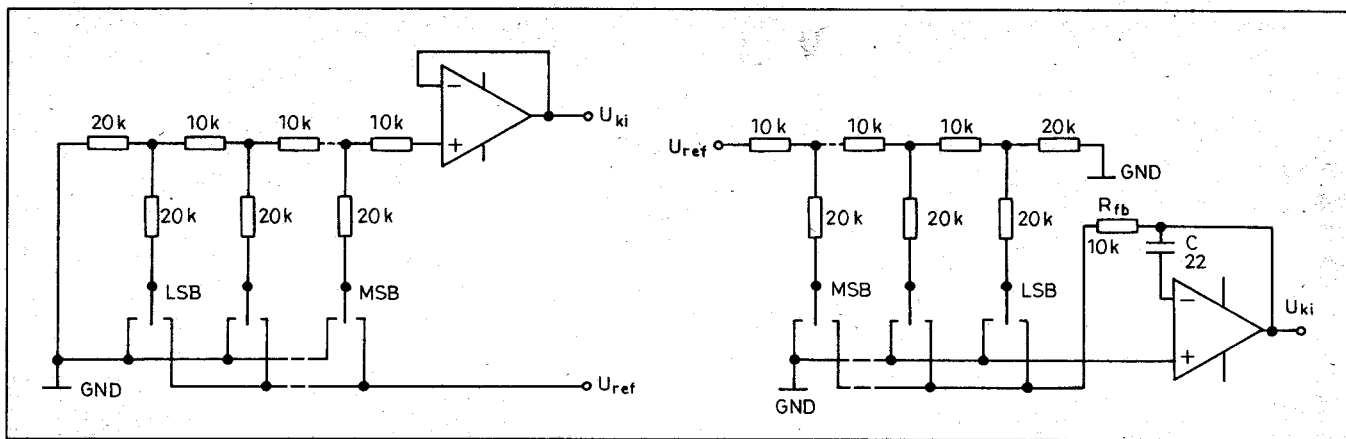 20k 10k 10k 10k
−
+
U_ki
20k 20k 20k
LSB
MSB
GND
U_ref
U_ref
10k 10k 10k 20k
GND
20k 20k 20k
MSB
LSB
R_fb
10k
C
22
−
+
U_ki
GND